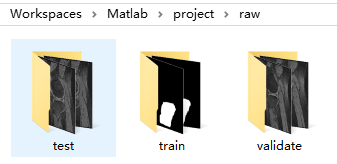 Workspaces > Matlab > project > raw
test
train
validate